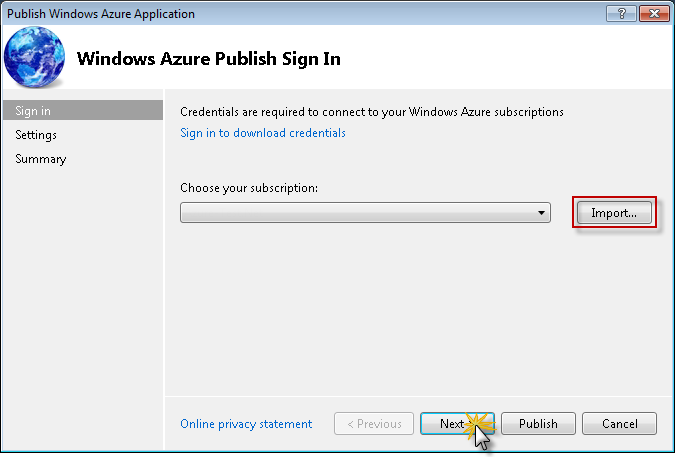 Publish Windows Azure Application
?
Windows Azure Publish Sign In
Sign in
Settings
Summary
Credentials are required to connect to your Windows Azure subscriptions
Sign in to download credentials
Choose your subscription:
Import...
Online privacy statement
< Previous
Next
Publish
Cancel